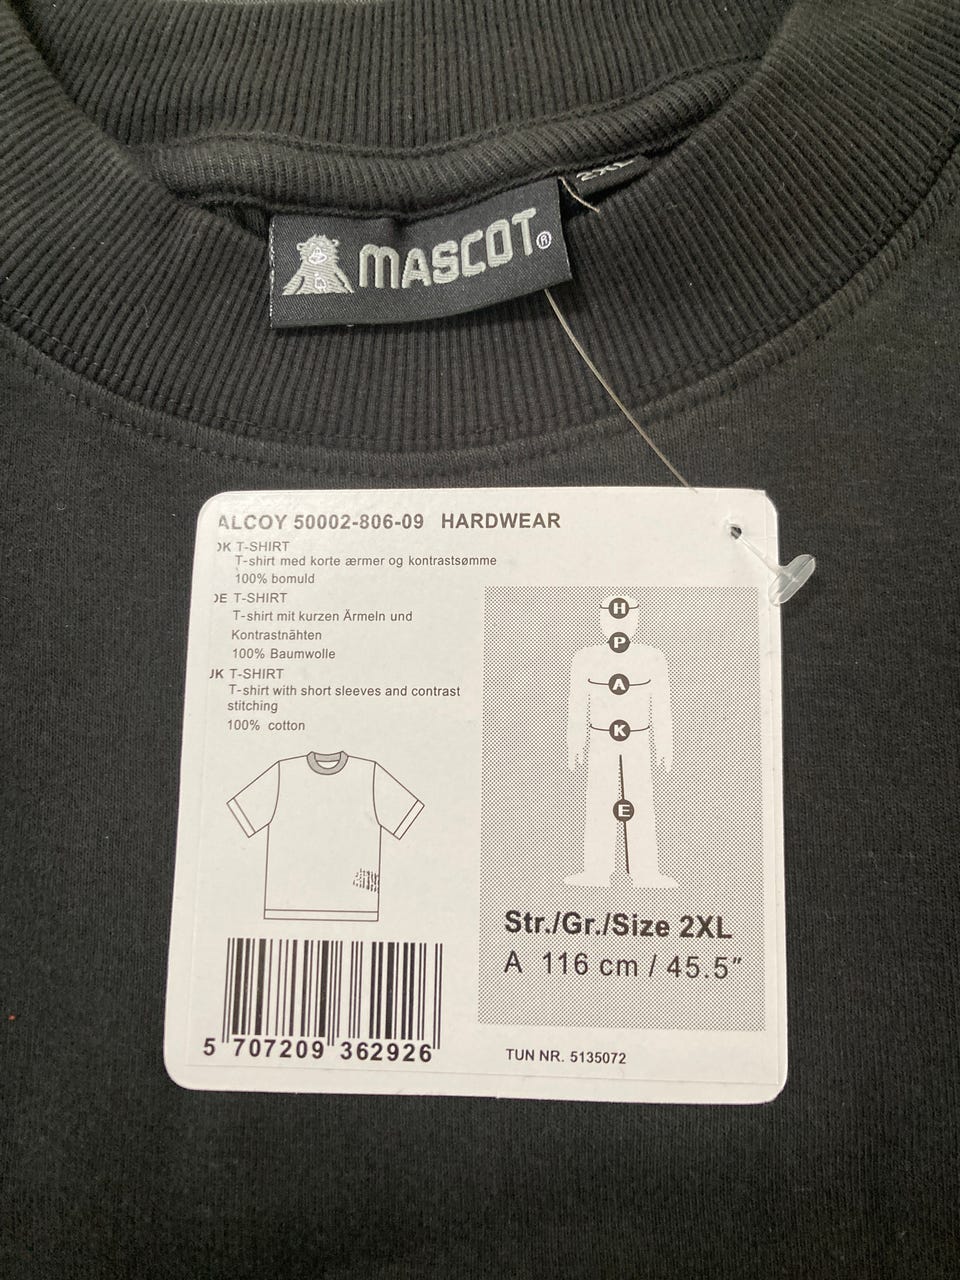 2XL
MASCOT®
ALCOY 50002-806-09 HARDWEAR
DK T-SHIRT
T-shirt med korte ærmer og kontrastsømme
100% bomuld
DE T-SHIRT
T-shirt mit kurzen Ärmeln und
Kontrastnähten
100% Baumwolle
UK T-SHIRT
T-shirt with short sleeves and contrast
stitching
100% cotton
H
P
A
K
E
Str./Gr./Size 2XL
A 116 cm / 45.5"
5 707209 362926
TUN NR. 5135072